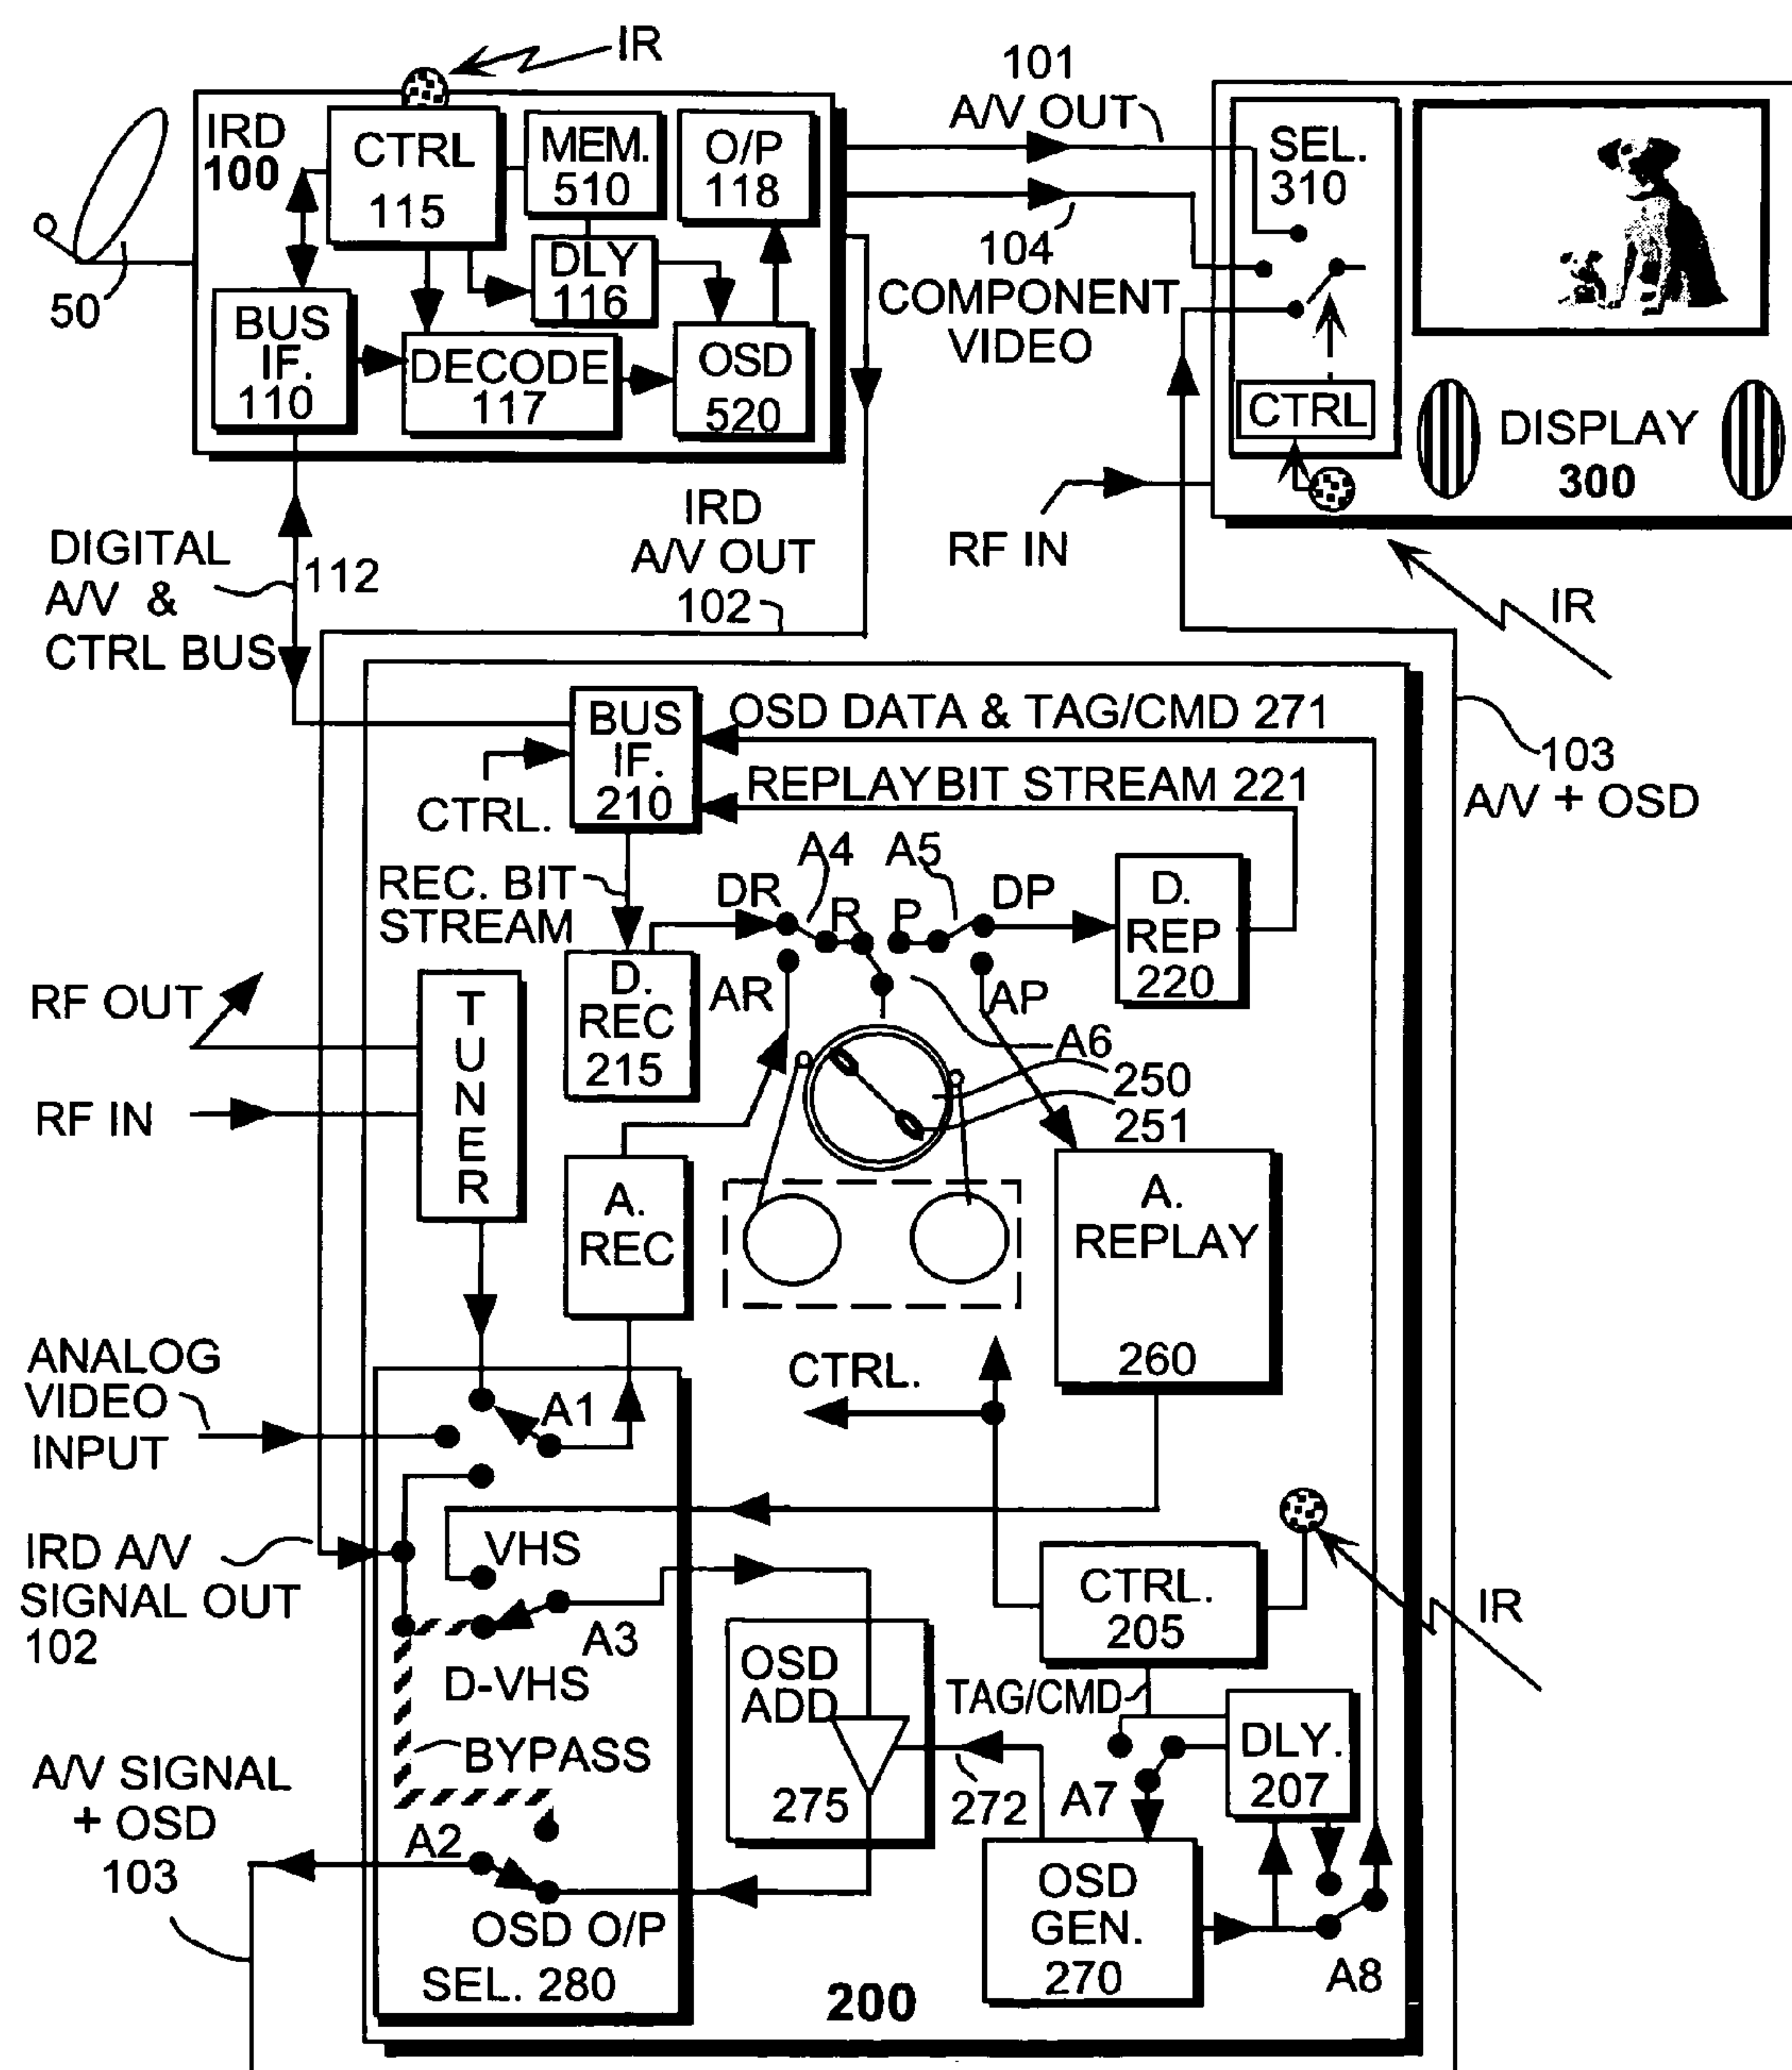 IR
IRD
100
CTRL
115
MEM.
510
O/P
118
DLY
116
BUS
IF.
110
DECODE
117
OSD
520
50
101
A/V OUT
104
COMPONENT
VIDEO
SEL.
310
CTRL
DISPLAY
300
RF IN
IR
IRD
A/V OUT
102
DIGITAL
A/V &
CTRL BUS
112
103
A/V + OSD
BUS
IF.
210
OSD DATA & TAG/CMD 271
REPLAYBIT STREAM 221
CTRL.
REC. BIT
STREAM
DR
A4
R
P
A5
DP
D.
REP
220
D.
REC
215
AR
AP
A6
250
251
RF OUT
RF IN
TUNER
A.
REC
A.
REPLAY
260
ANALOG
VIDEO
INPUT
A1
CTRL.
IRD A/V
SIGNAL OUT
102
VHS
A3
D-VHS
BYPASS
CTRL.
205
IR
OSD
ADD
275
TAG/CMD
DLY.
207
272
A7
A/V SIGNAL
+ OSD
103
A2
OSD O/P
SEL. 280
OSD
GEN.
270
A8
200